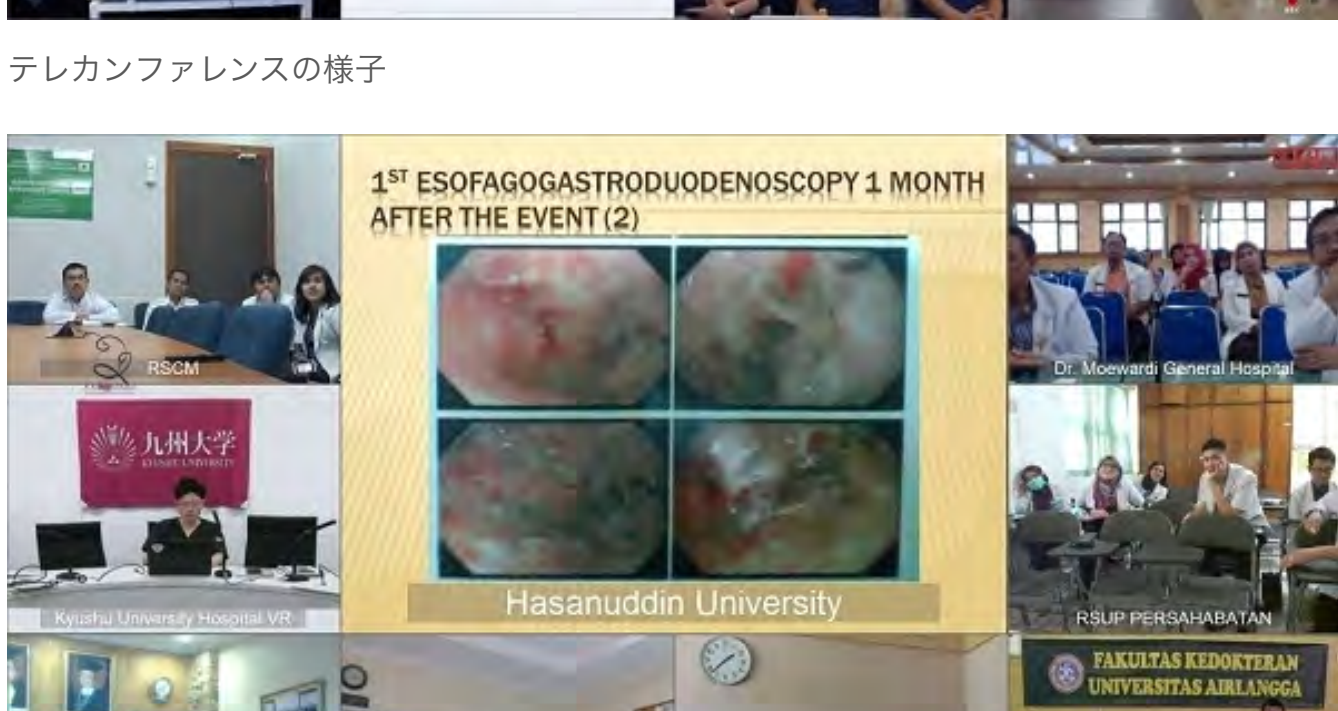 テレカンファレンスの様子
1ST ESOFAGOGASTRODUODENOSCOPY 1 MONTH
AFTER THE EVENT (2)
RSCM
Dr. Moewardi General Hospital
九州大学
KYUSHU UNIVERSITY
Kyushu University Hospital VR
Hasanuddin University
RSUP PERSAHABATAN
FAKULTAS KEDOKTERAN
UNIVERSITAS AIRLANGGA